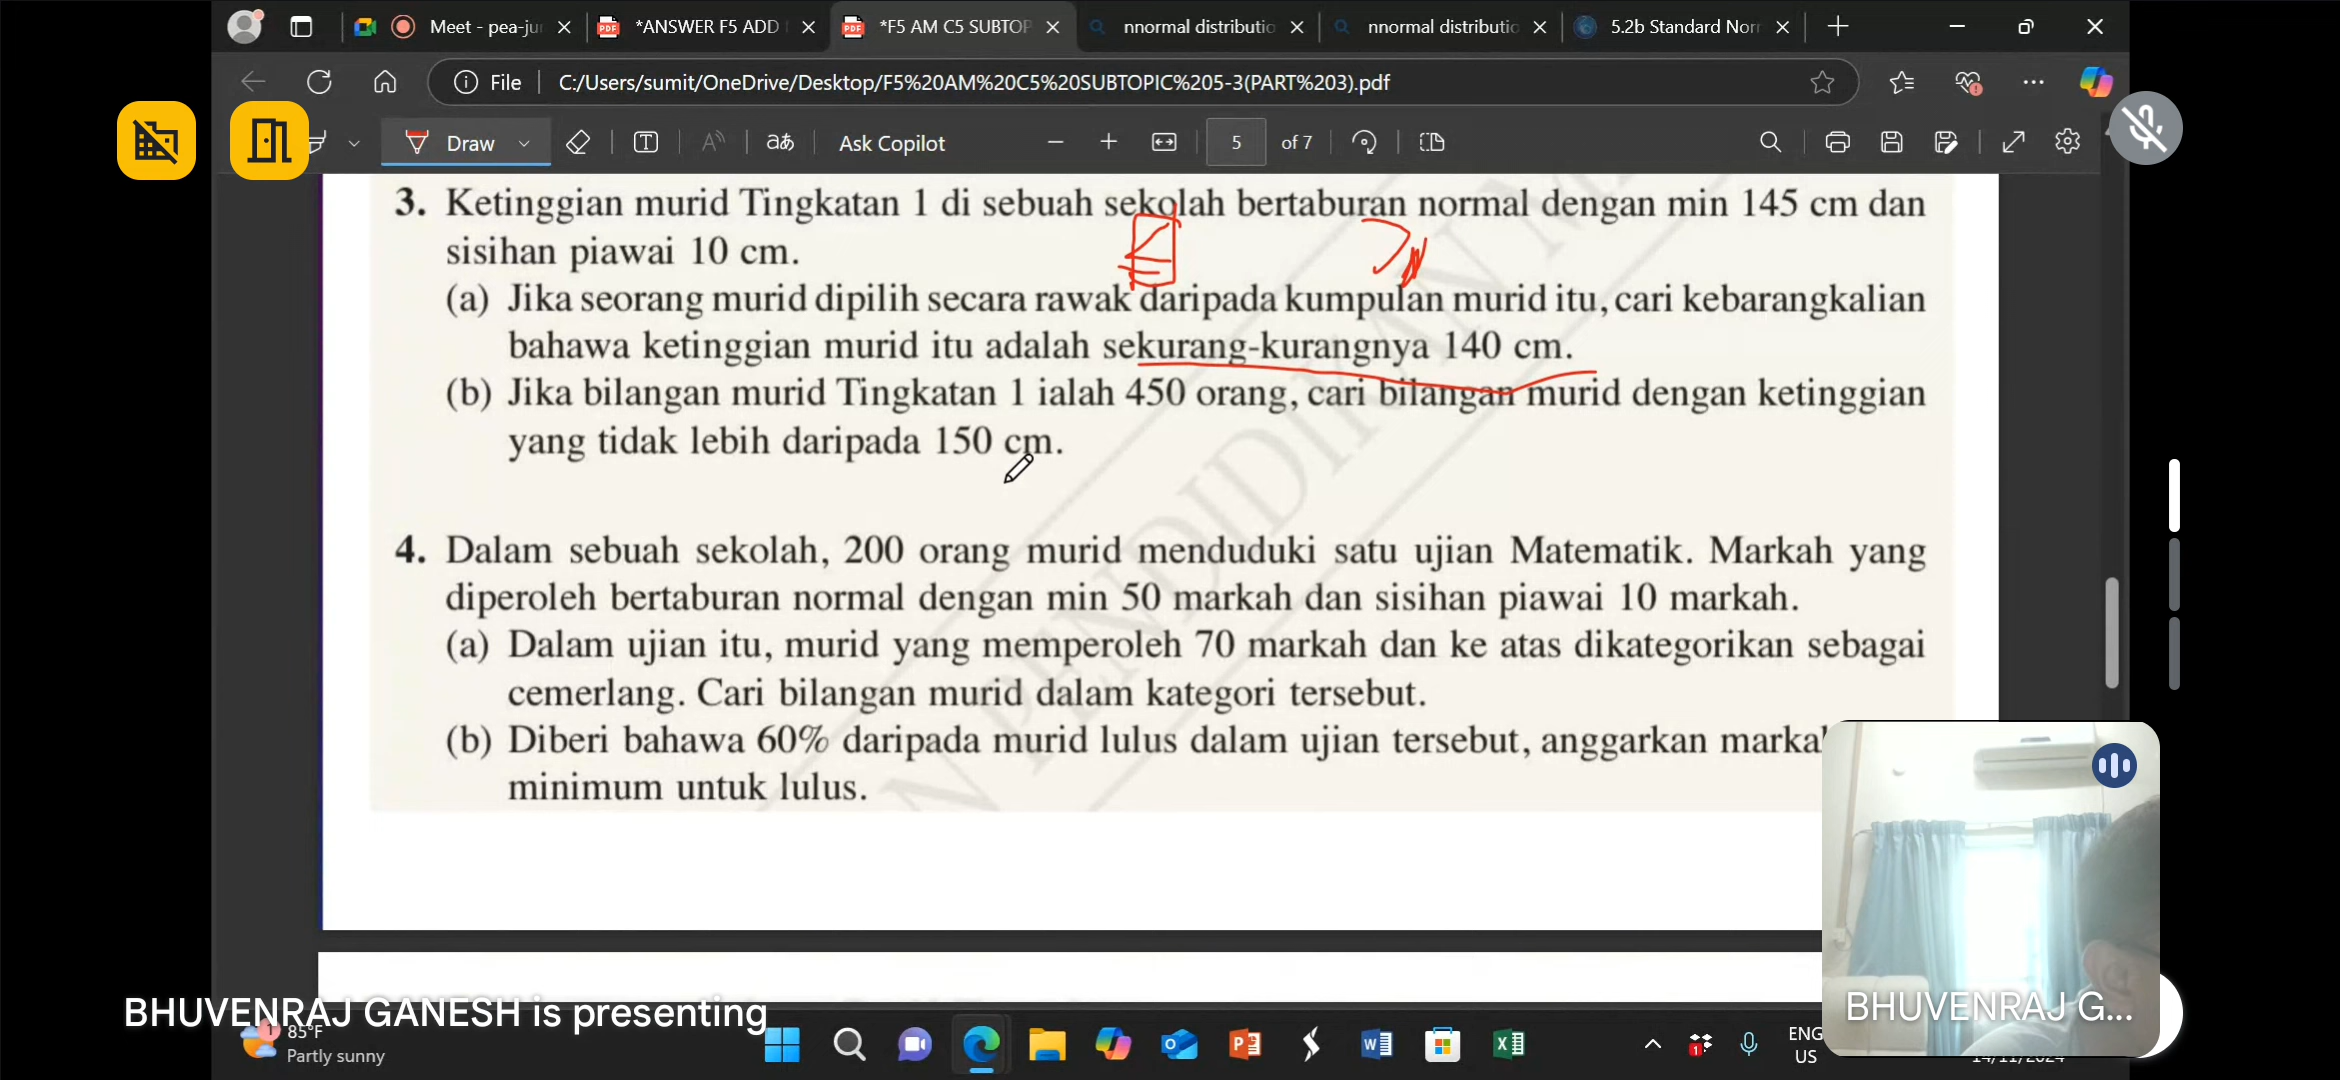 Meet - pea-ju
*ANSWER F5 ADD
*F5 AM C5 SUBTOP
nnormal distributio
nnormal distributio
5.2b Standard Nor
File
C:/Users/sumit/OneDrive/Desktop/F5%20AM%20C5%20SUBTOPIC%205-3(PART%203).pdf
Draw
Ask Copilot
5
of 7
3. Ketinggian murid Tingkatan 1 di sebuah sekolah bertaburan normal dengan min 145 cm dan
sisihan piawai 10 cm.
(a) Jika seorang murid dipilih secara rawak daripada kumpulan murid itu, cari kebarangkalian
bahawa ketinggian murid itu adalah sekurang-kurangnya 140 cm.
(b) Jika bilangan murid Tingkatan 1 ialah 450 orang, cari bilangan murid dengan ketinggian
yang tidak lebih daripada 150 cm.
4. Dalam sebuah sekolah, 200 orang murid menduduki satu ujian Matematik. Markah yang
diperoleh bertaburan normal dengan min 50 markah dan sisihan piawai 10 markah.
(a) Dalam ujian itu, murid yang memperoleh 70 markah dan ke atas dikategorikan sebagai
cemerlang. Cari bilangan murid dalam kategori tersebut.
(b) Diberi bahawa 60% daripada murid lulus dalam ujian tersebut, anggarkan marka
minimum untuk lulus.
PENDIDIKAN
BHUVENRAJ GANESH is presenting
BHUVENRAJ G...
85°F
Partly sunny
ENG
US